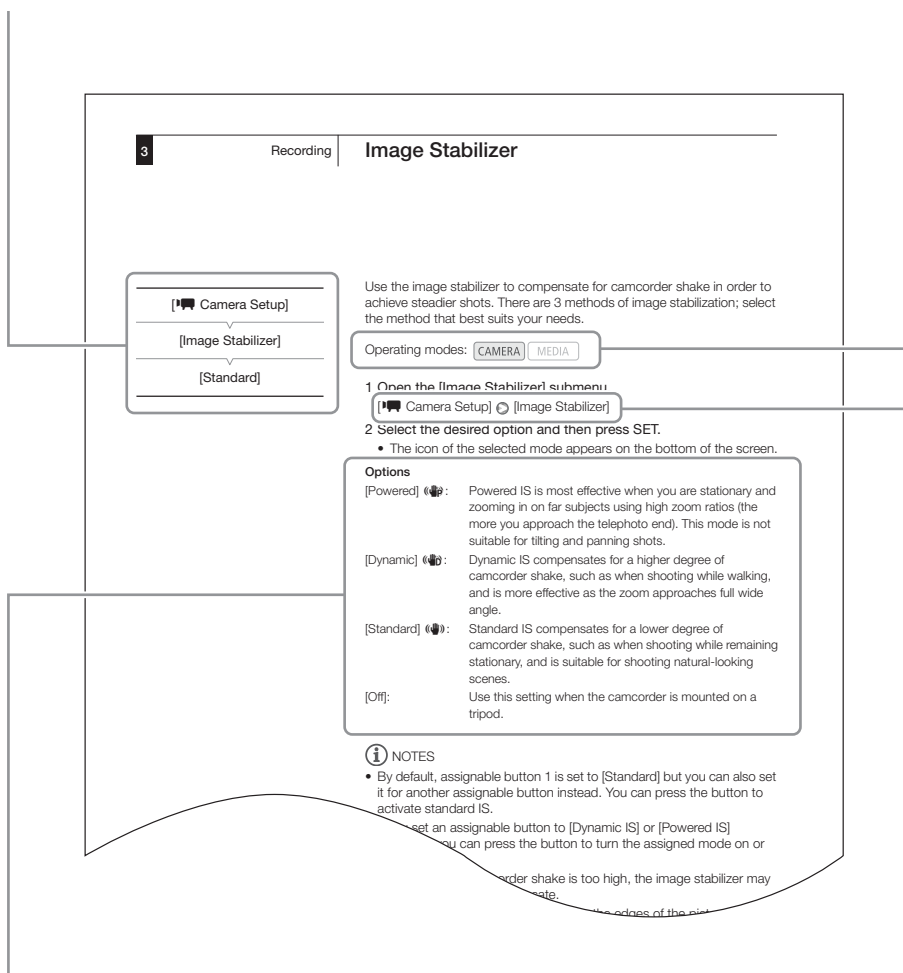 3 Recording Image Stabilizer
[Camera Setup]
[Image Stabilizer]
[Standard]
Use the image stabilizer to compensate for camcorder shake in order to
achieve steadier shots. There are 3 methods of image stabilization; select
the method that best suits your needs.
Operating modes: CAMERA MEDIA
1 Open the [Image Stabilizer] submenu
[Camera Setup] [Image Stabilizer]
2 Select the desired option and then press SET.
• The icon of the selected mode appears on the bottom of the screen.
Options
[Powered] : Powered IS is most effective when you are stationary and
zooming in on far subjects using high zoom ratios (the
more you approach the telephoto end). This mode is not
suitable for tilting and panning shots.
[Dynamic] : Dynamic IS compensates for a higher degree of
camcorder shake, such as when shooting while walking,
and is more effective as the zoom approaches full wide
angle.
[Standard] : Standard IS compensates for a lower degree of
camcorder shake, such as when shooting while remaining
stationary, and is suitable for shooting natural-looking
scenes.
[Off]: Use this setting when the camcorder is mounted on a
tripod.
NOTES
• By default, assignable button 1 is set to [Standard] but you can also set
it for another assignable button instead. You can press the button to
activate standard IS.
set an assignable button to [Dynamic IS] or [Powered IS]
you can press the button to turn the assigned mode on or
shake is too high, the image stabilizer may
the edges of the